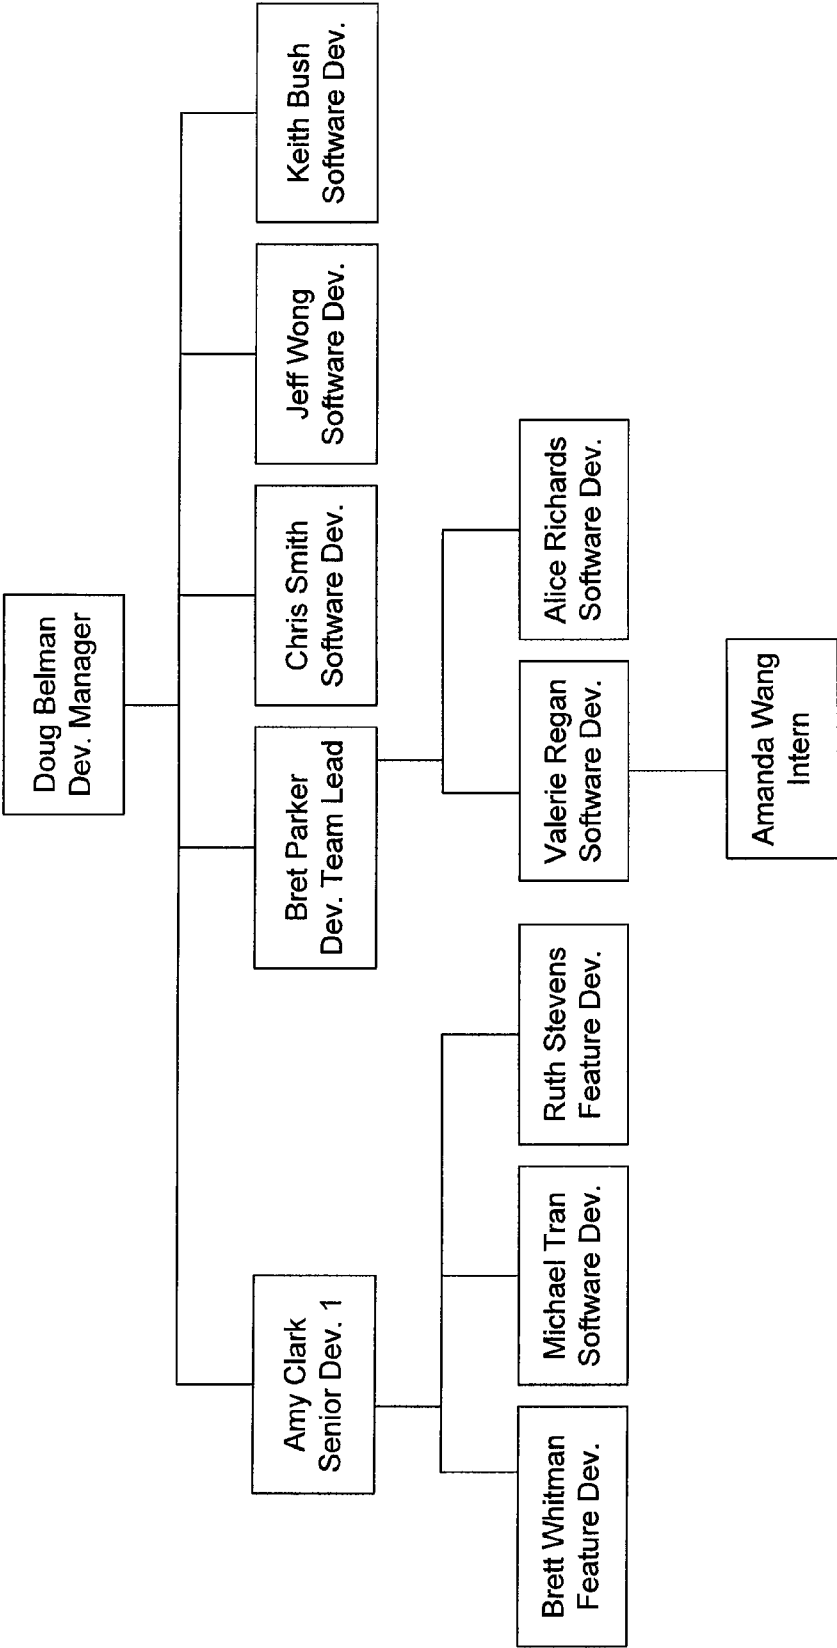 Doug Belman
Dev. Manager
Amy Clark
Senior Dev. 1
Bret Parker
Dev. Team Lead
Chris Smith
Software Dev.
Jeff Wong
Software Dev.
Keith Bush
Software Dev.
Brett Whitman
Feature Dev.
Michael Tran
Software Dev.
Ruth Stevens
Feature Dev.
Valerie Regan
Software Dev.
Alice Richards
Software Dev.
Amanda Wang
Intern